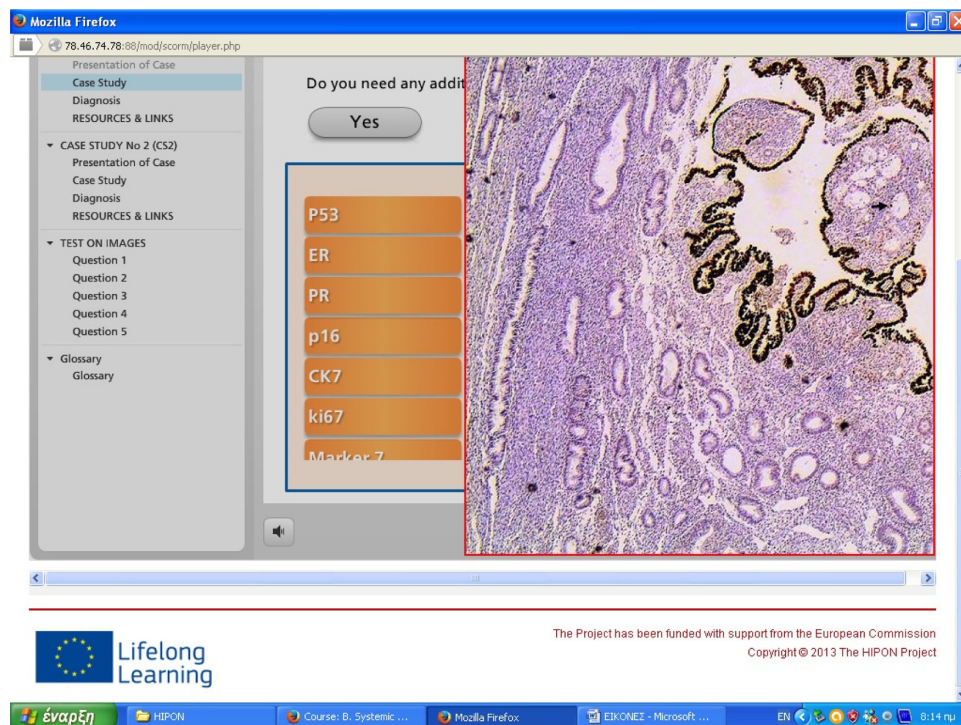 Mozilla Firefox
78.46.74.78:88/mod/scorm/player.php
Presentation of Case
Case Study
Diagnosis
RESOURCES & LINKS
CASE STUDY No 2 (CS2)
Presentation of Case
Case Study
Diagnosis
RESOURCES & LINKS
TEST ON IMAGES
Question 1
Question 2
Question 3
Question 4
Question 5
Glossary
Glossary
Do you need any addit
Yes
P53
ER
PR
p16
CK7
ki67
Marker 7
Lifelong
Learning
The Project has been funded with support from the European Commission
Copyright © 2013 The HIPON Project
έναρξη
HIPON
Course: B. Systemic ...
Mozilla Firefox
ΕΙΚΟΝΕΣ - Microsoft ...
EN
8:14 πμ